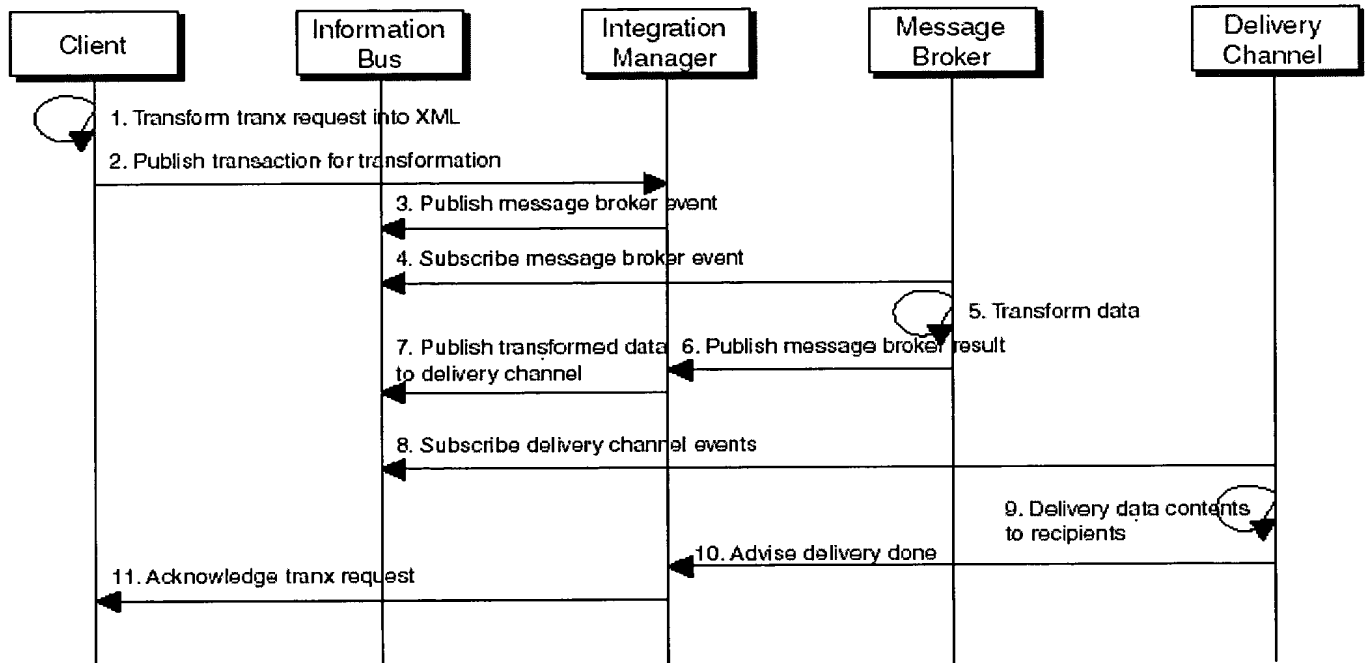 Client
Information
Bus
Integration
Manager
Message
Broker
Delivery
Channel
1. Transform tranx request into XML
2. Publish transaction for transformation
3. Publish message broker event
4. Subscribe message broker event
5. Transform data
6. Publish message broker result
7. Publish transformed data
to delivery channel
8. Subscribe delivery channel events
9. Delivery data contents
to recipients
10. Advise delivery done
11. Acknowledge tranx request